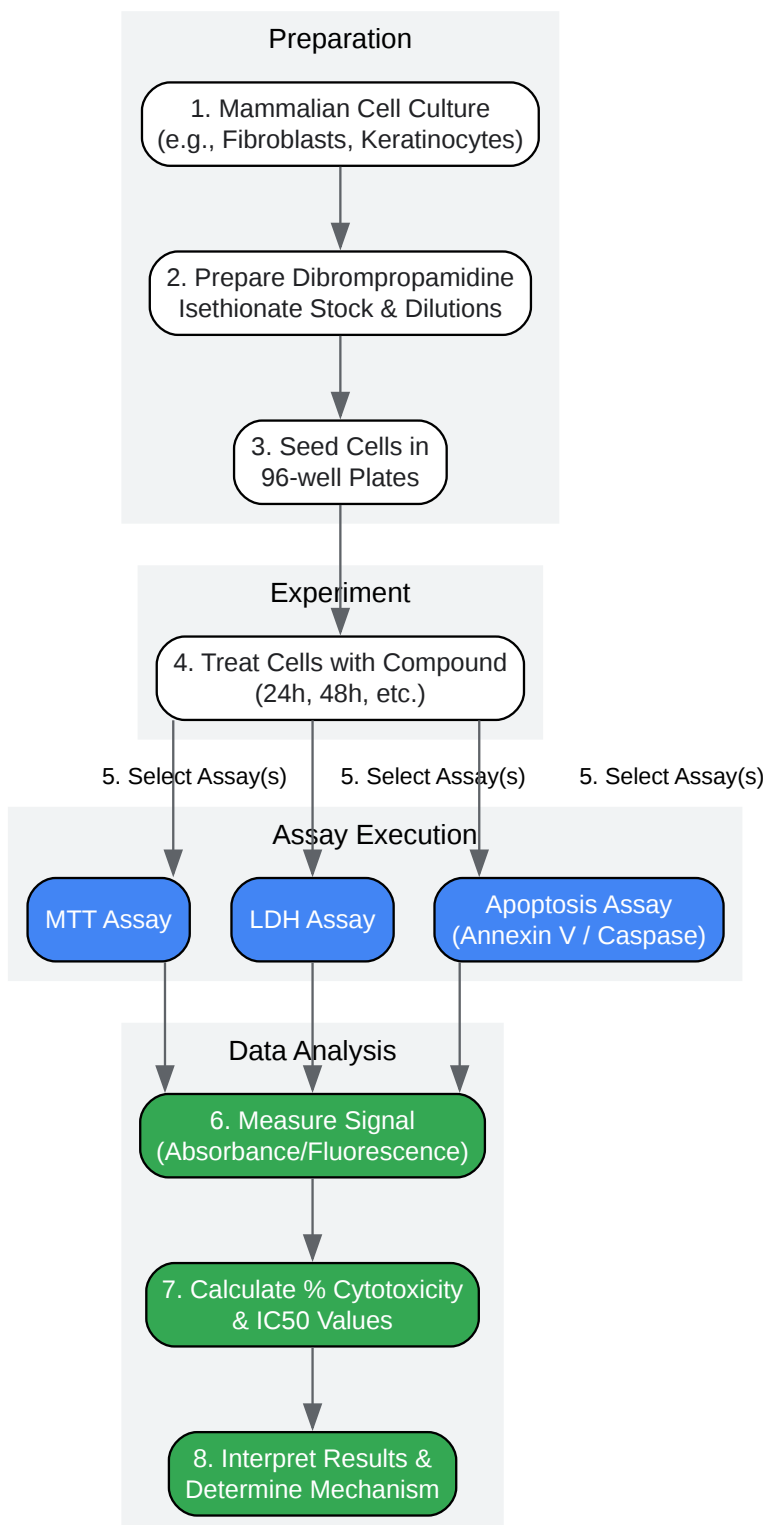 Preparation
1. Mammalian Cell Culture
(e.g., Fibroblasts, Keratinocytes)
2. Prepare Dibrompropamidine
Isethionate Stock & Dilutions
3. Seed Cells in
96-well Plates
Experiment
4. Treat Cells with Compound
(24h, 48h, etc.)
5. Select Assay(s)
5. Select Assay(s)
5. Select Assay(s)
Assay Execution
MTT Assay
LDH Assay
Apoptosis Assay
(Annexin V / Caspase)
Data Analysis
6. Measure Signal
(Absorbance/Fluorescence)
7. Calculate % Cytotoxicity
& IC50 Values
8. Interpret Results &
Determine Mechanism